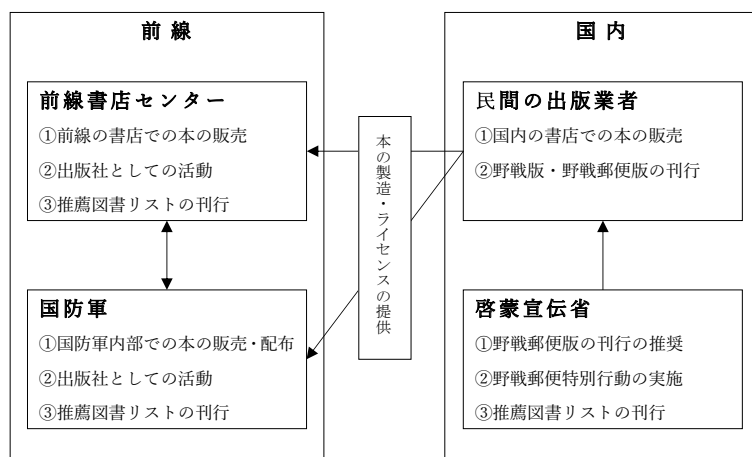 前線
前線書店センター
①前線の書店での本の販売
②出版社としての活動
③推薦図書リストの刊行
国防軍
①国防軍内部での本の販売・配布
②出版社としての活動
③推薦図書リストの刊行
本の製造・ライセンスの提供
国内
民間の出版業者
①国内の書店での本の販売
②野戦版・野戦郵便版の刊行
啓蒙宣伝省
①野戦郵便版の刊行の推奨
②野戦郵便特別行動の実施
③推薦図書リストの刊行